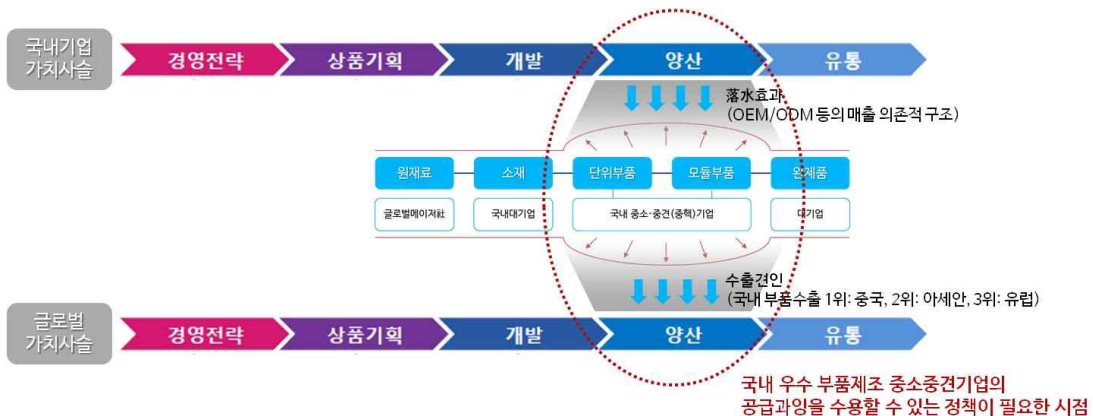 국내기업
가치사슬
경영전략 상품기획 개발 양산 유통
落水효과
(OEM/ODM 등의 매출 의존적 구조)
원재료 소재 단위부품 모듈부품 완제품
글로벌메이저社 국내대기업 국내 중소·중견(중핵)기업 대기업
수출견인
(국내 부품수출 1위: 중국, 2위: 아세안, 3위: 유럽)
글로벌
가치사슬
경영전략 상품기획 개발 양산 유통
국내 우수 부품제조 중소중견기업의
공급과잉을 수용할 수 있는 정책이 필요한 시점